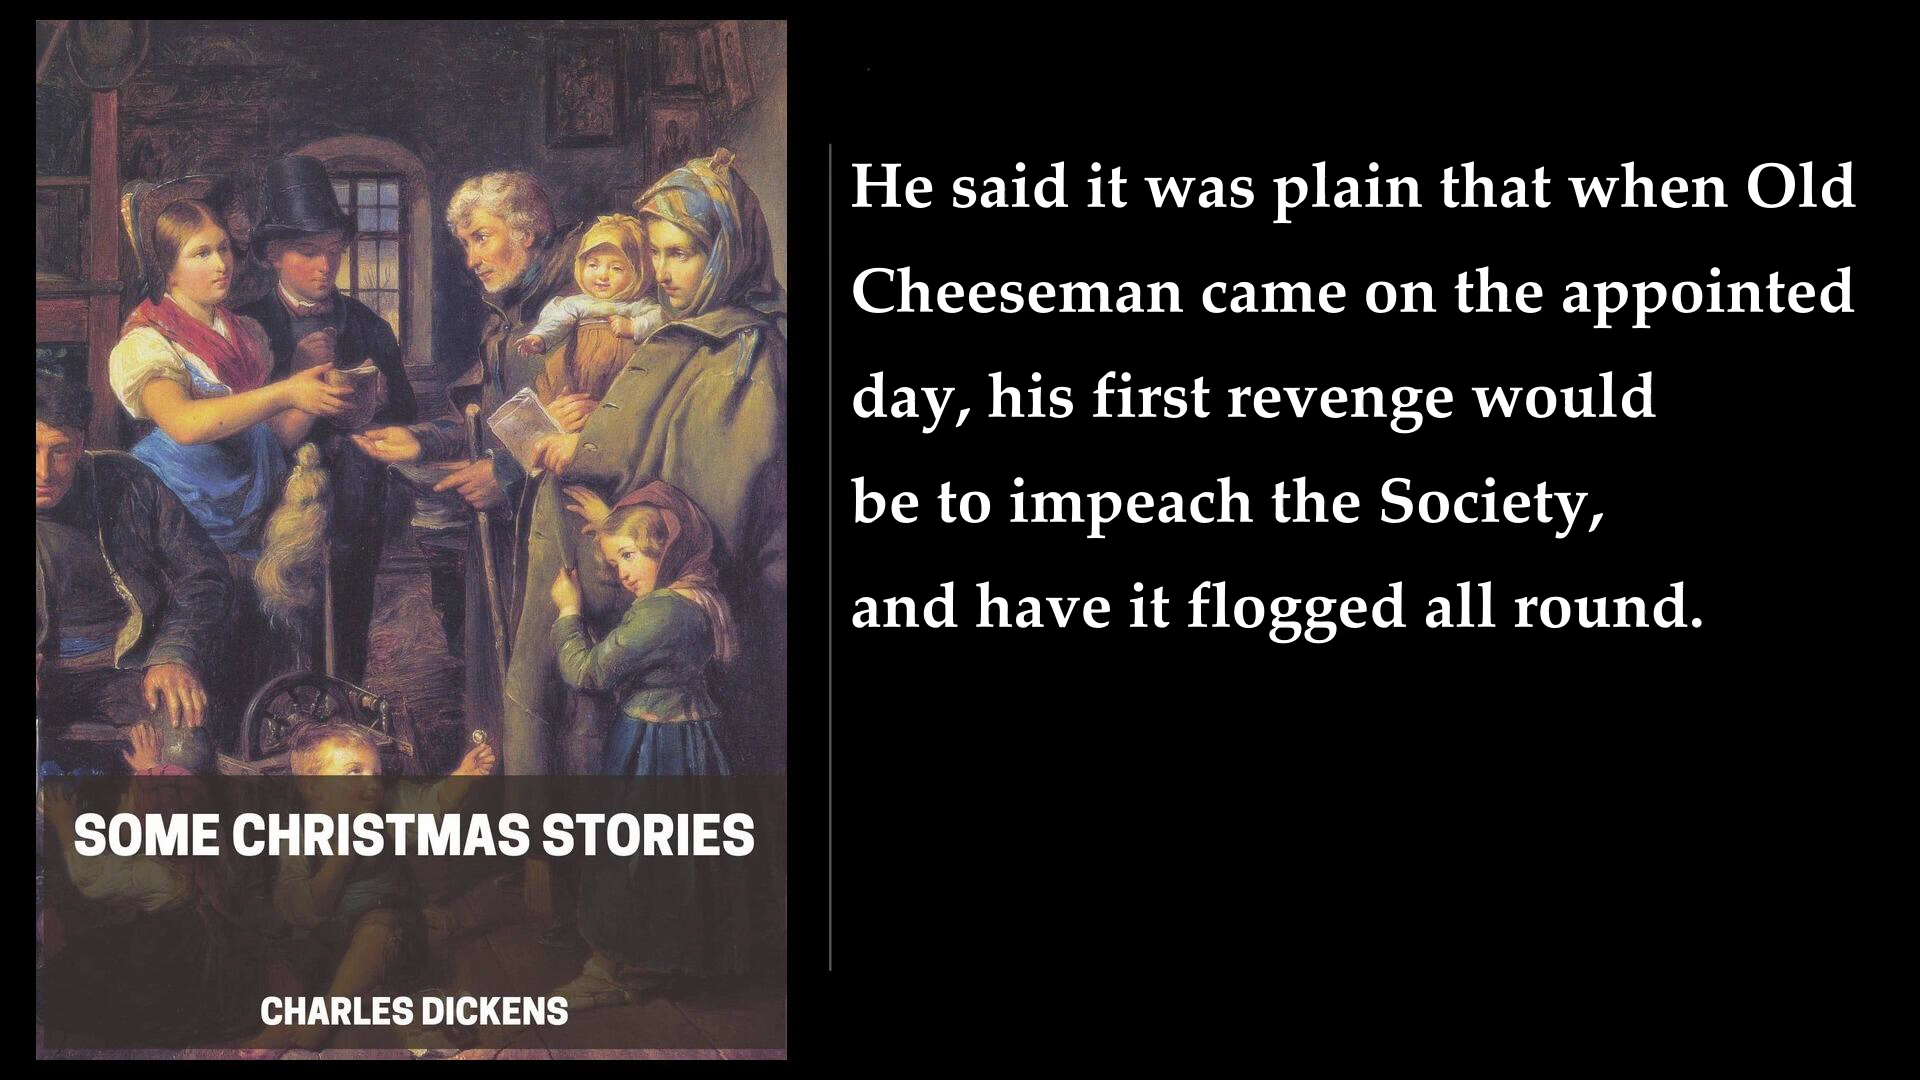 SOME CHRISTMAS STORIES
CHARLES DICKENS
He said it was plain that when Old
Cheeseman came on the appointed
day, his first revenge would
be to impeach the Society,
and have it flogged all round.